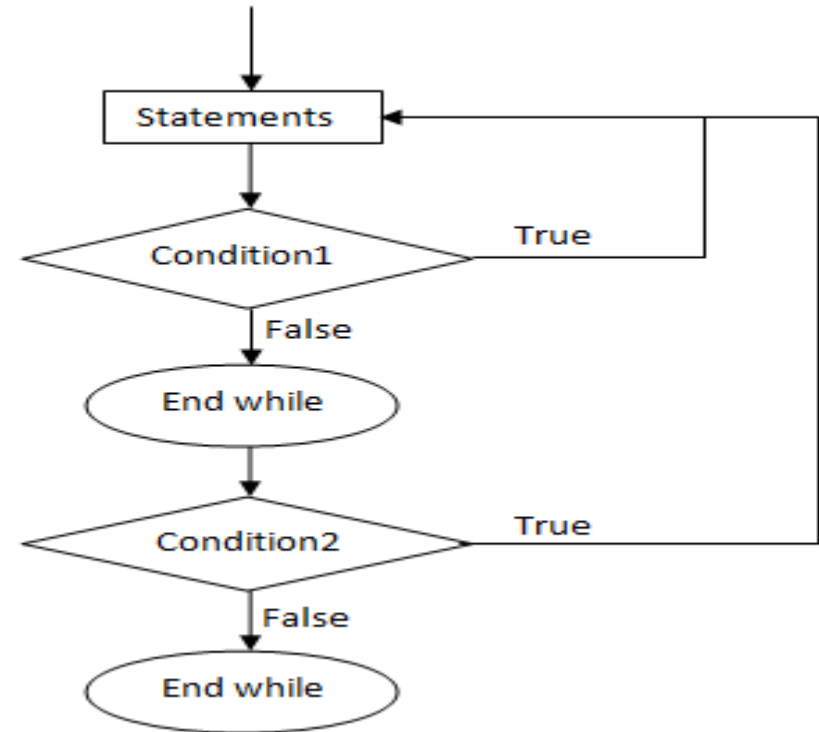 Statements
True
Condition1
False
End while
True
Condition2
False
End while